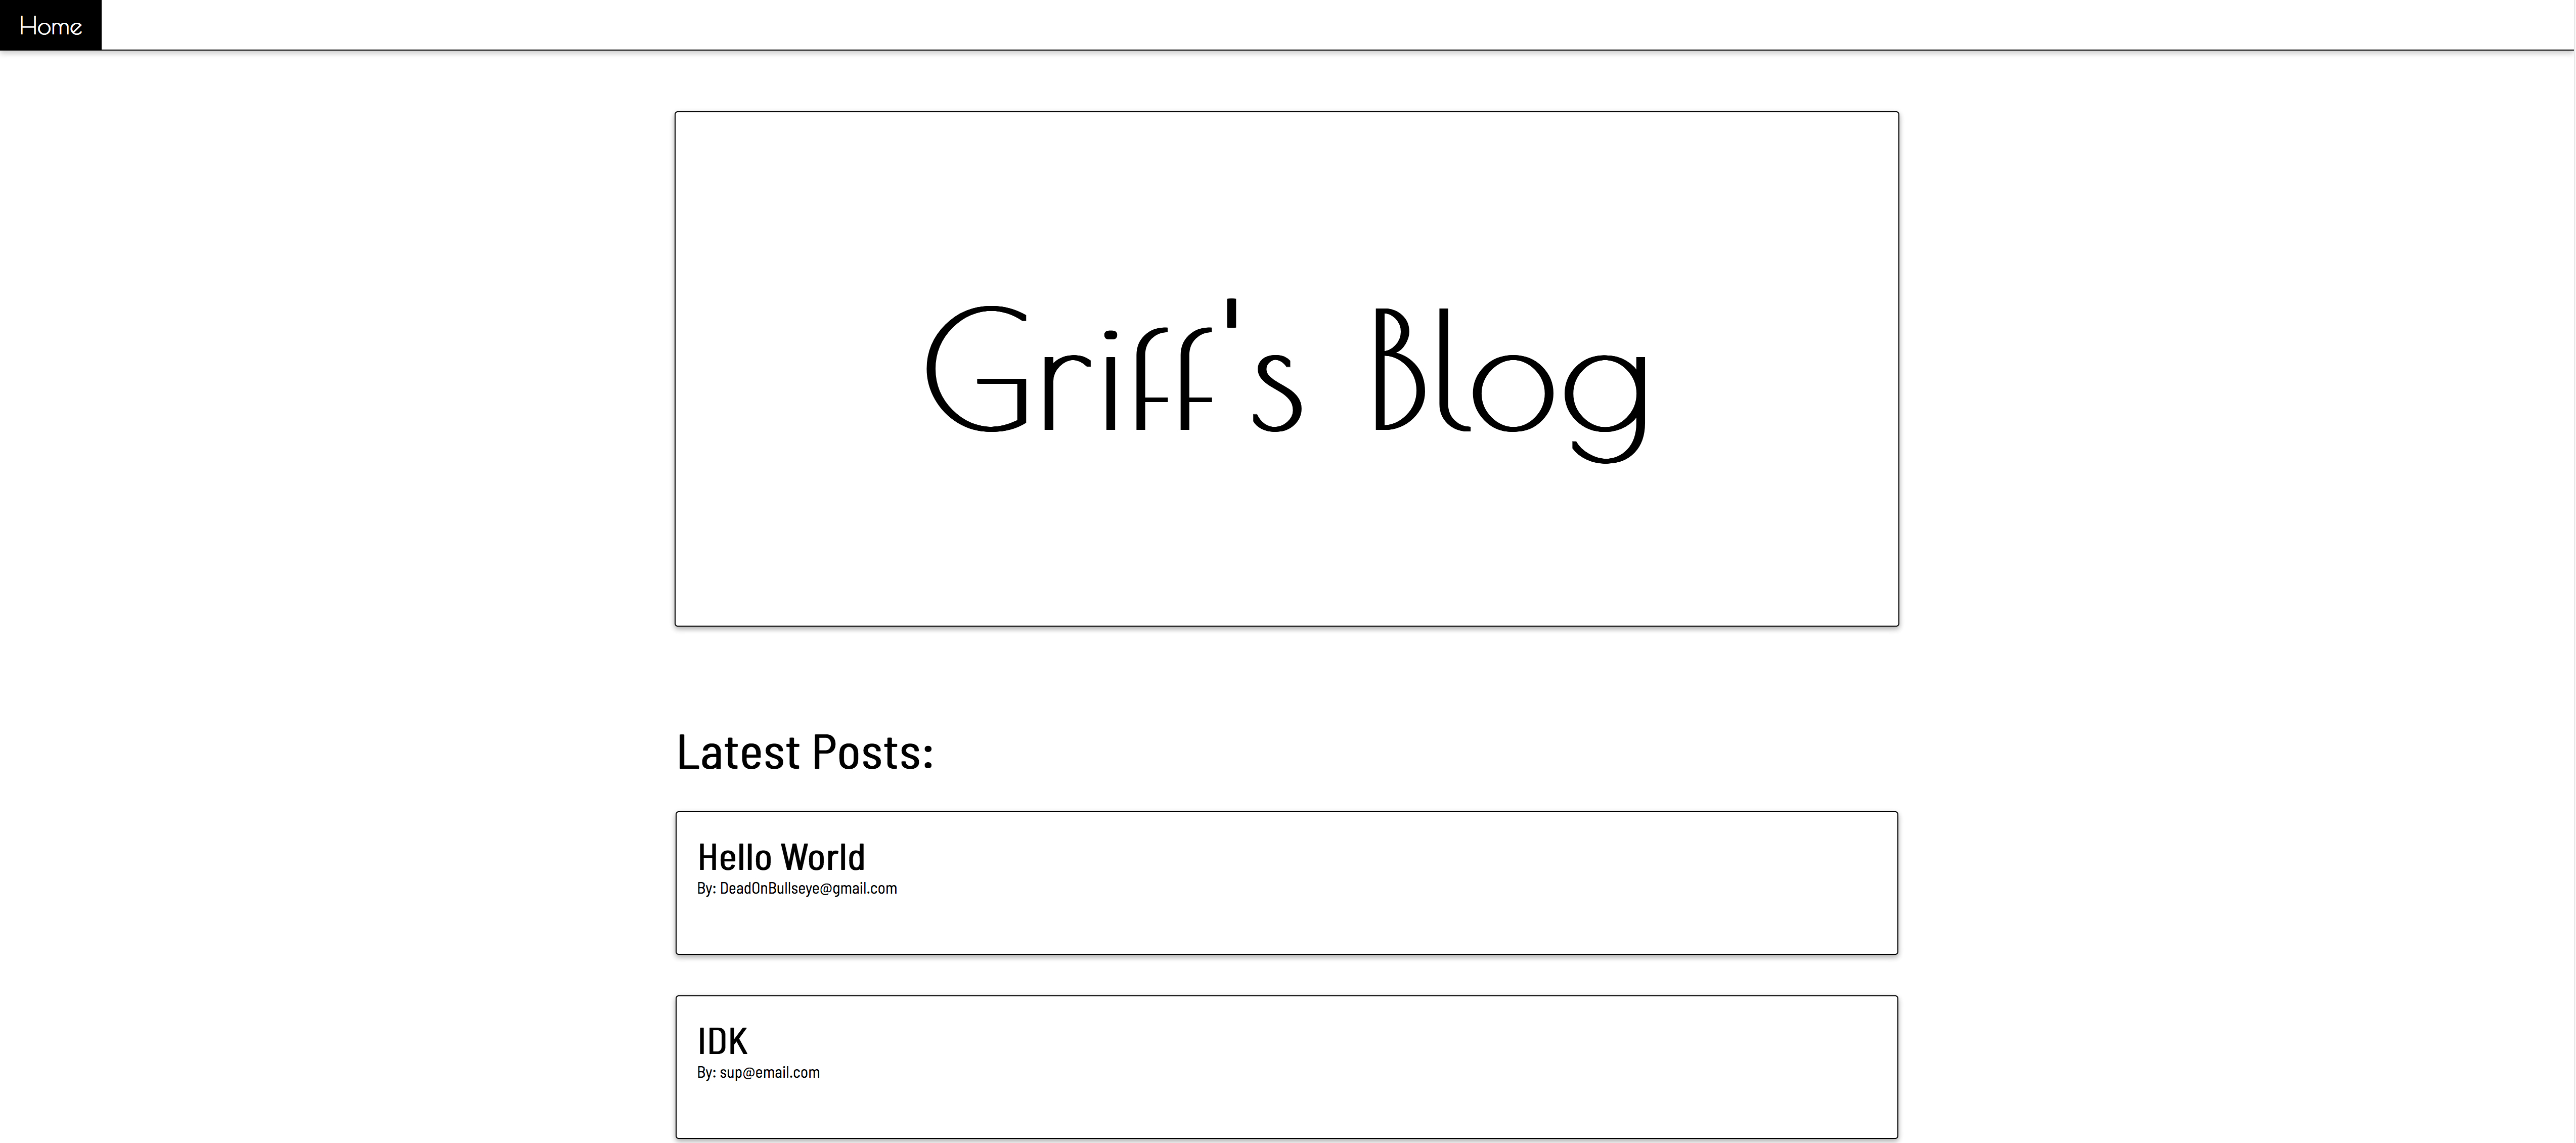 Home
Griff's Blog
Latest Posts:
Hello World
By: DeadOnBullseye@gmail.com
IDK
By: sup@email.com